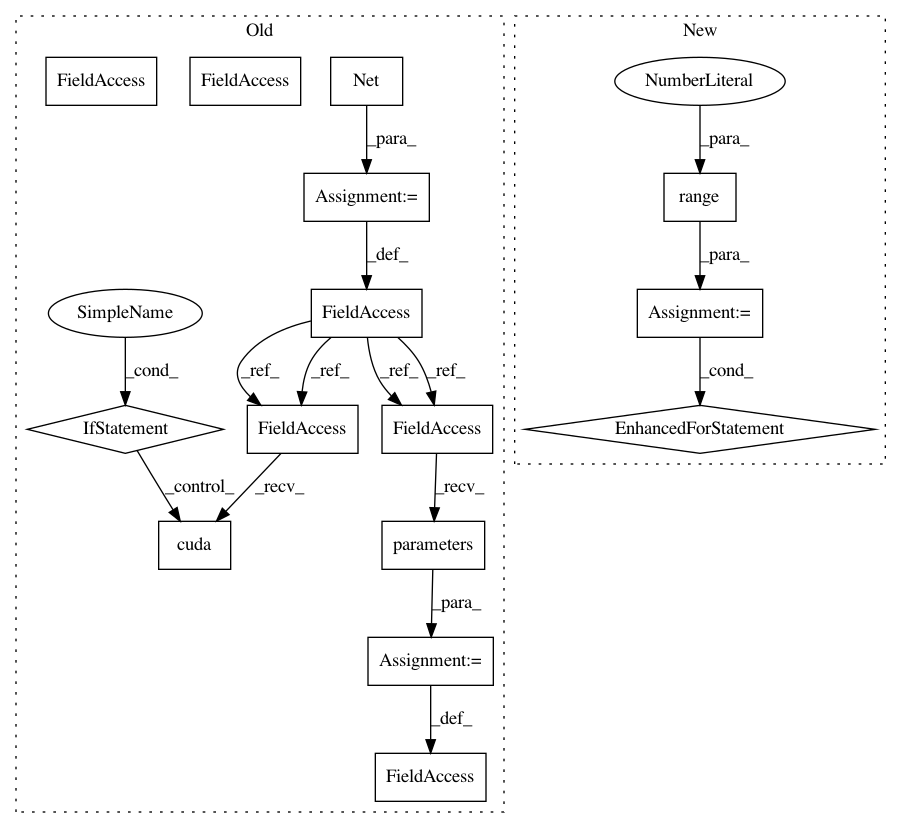 Old
New
FieldAccess
FieldAccess
Net
NumberLiteral
_para_
_para_
Assignment:=
range
_def_
_para_
SimpleName
FieldAccess
Assignment:=
_cond_
_ref_
_ref_
_ref_
_ref_
_cond_
IfStatement
FieldAccess
FieldAccess
EnhancedForStatement
_control_
_recv_
_recv_
cuda
parameters
_para_
Assignment:=
_def_
FieldAccess